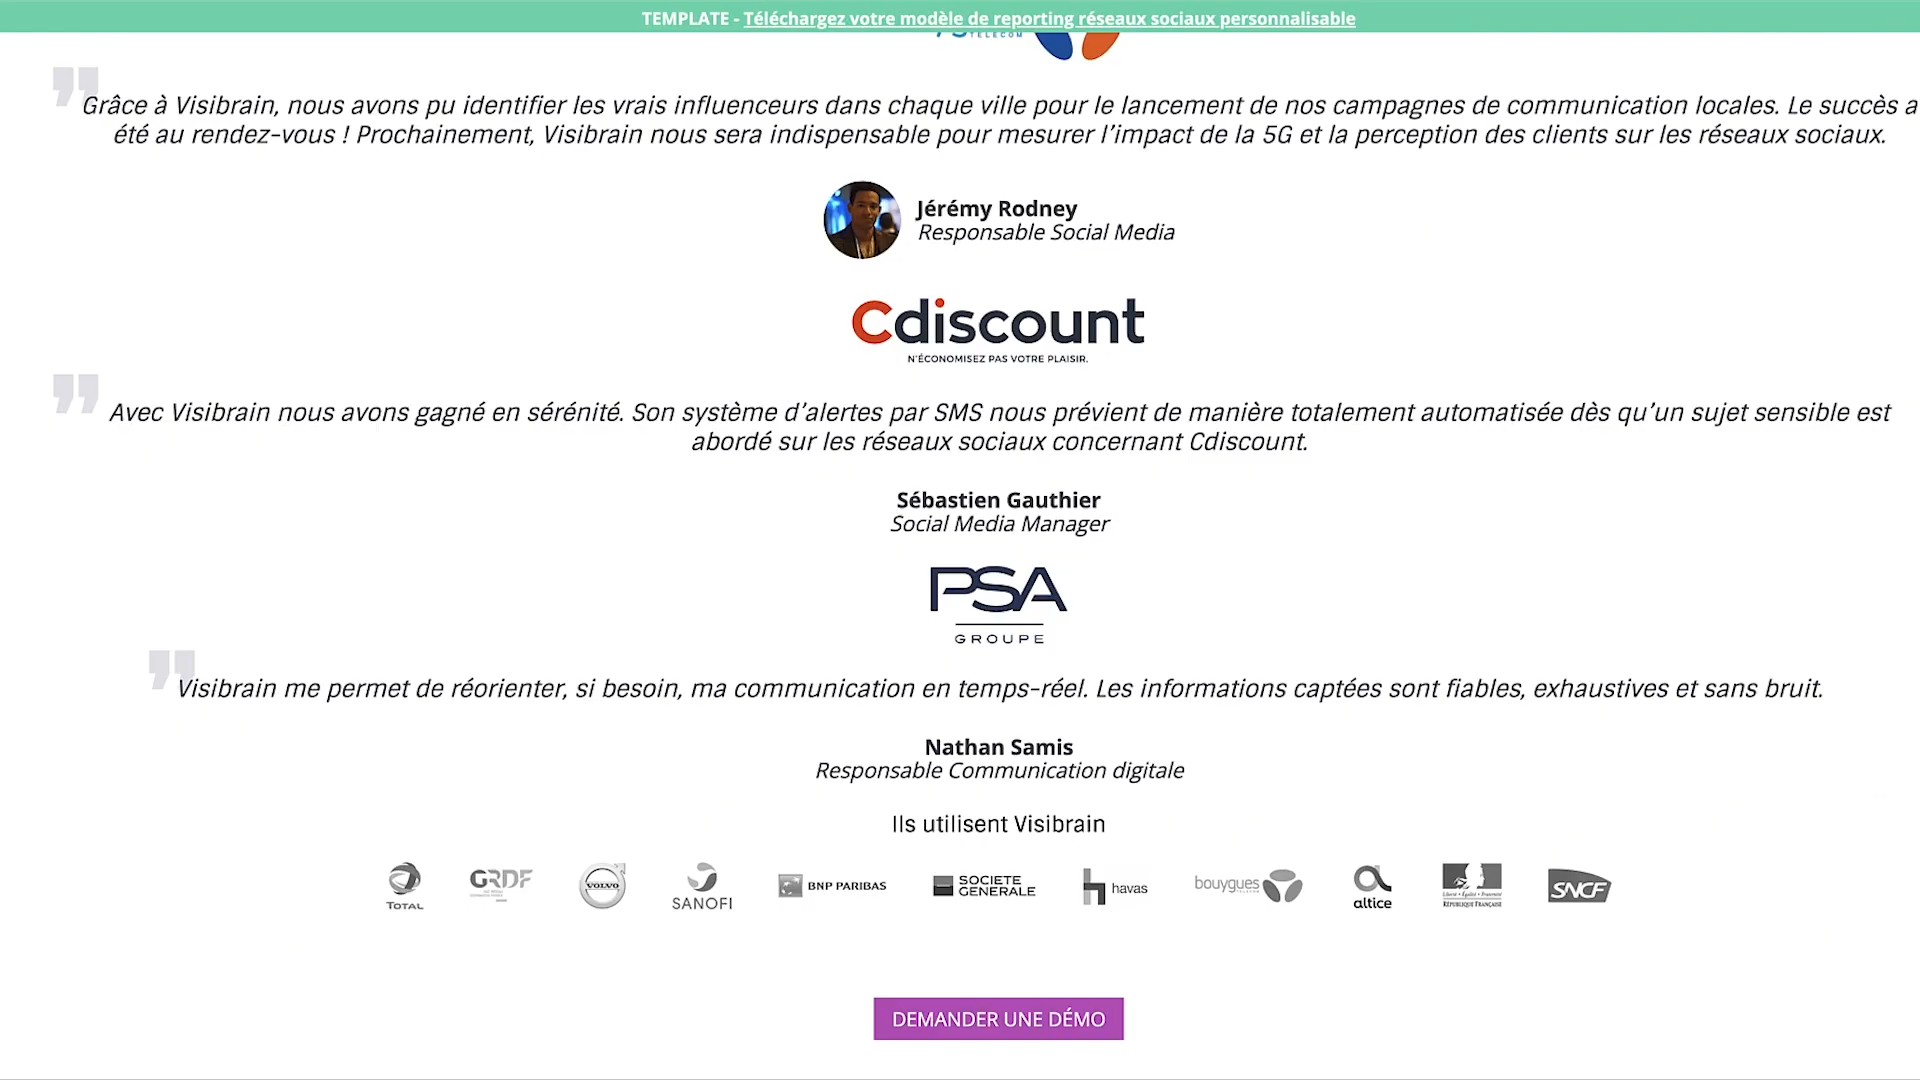 TEMPLATE - Téléchargez votre modèle de reporting réseaux sociaux personnalisable
TELECOM
Grâce à Visibrain, nous avons pu identifier les vrais influenceurs dans chaque ville pour le lancement de nos campagnes de communication locales. Le succès a
été au rendez-vous ! Prochainement, Visibrain nous sera indispensable pour mesurer l’impact de la 5G et la perception des clients sur les réseaux sociaux.
Jérémy Rodney
Responsable Social Media
Cdiscount
N'ÉCONOMISEZ PAS VOTRE PLAISIR.
Avec Visibrain nous avons gagné en sérénité. Son système d’alertes par SMS nous prévient de manière totalement automatisée dès qu’un sujet sensible est
abordé sur les réseaux sociaux concernant Cdiscount.
Sébastien Gauthier
Social Media Manager
PSA
GROUPE
Visibrain me permet de réorienter, si besoin, ma communication en temps-réel. Les informations captées sont fiables, exhaustives et sans bruit.
Nathan Samis
Responsable Communication digitale
Ils utilisent Visibrain
TOTAL
GRDF
VOLVO
SANOFI
BNP PARIBAS
SOCIETE
GENERALE
havas
bouygues
TELECOM
altice
Liberté • Égalité • Fraternité
RÉPUBLIQUE FRANÇAISE
SNCF
DEMANDER UNE DÉMO